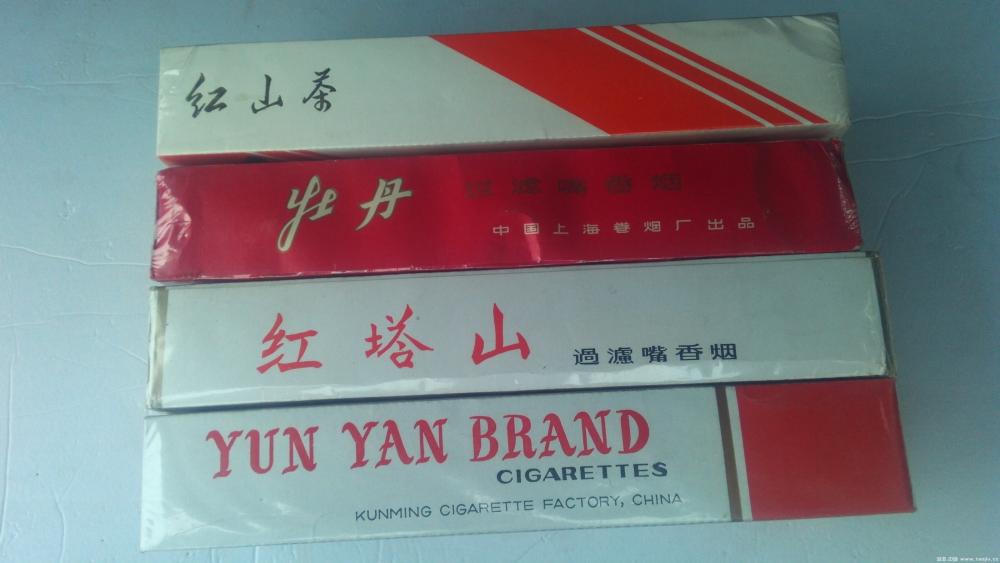 红山茶
牡丹 过滤嘴香烟
中国上海卷烟厂出品
红塔山 過濾嘴香烟
YUN YAN BRAND
CIGARETTES
KUNMING CIGARETTE FACTORY, CHINA